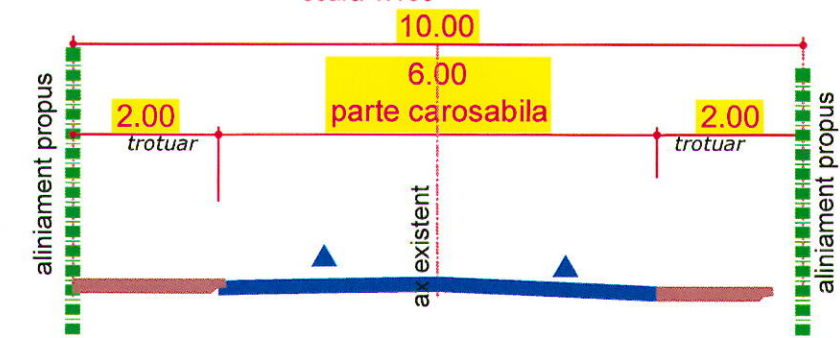 10.00
6.00
parte carosabila
2.00
trotuar
2.00
trotuar
aliniament propus
ax existent
aliniament propus